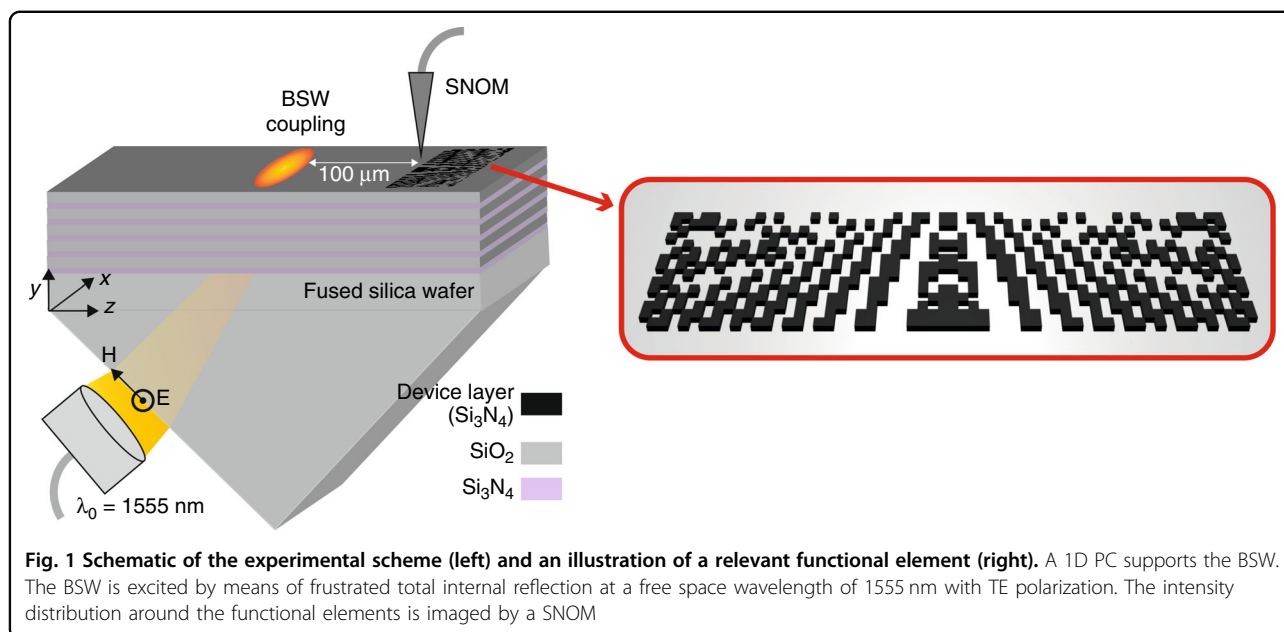 SNOM
BSW
coupling
100 μm
y
x
z
Fused silica wafer
H
E
Device layer
(Si₃N₄)
SiO₂
Si₃N₄
λ₀ = 1555 nm
Fig. 1 Schematic of the experimental scheme (left) and an illustration of a relevant functional element (right). A 1D PC supports the BSW.
The BSW is excited by means of frustrated total internal reflection at a free space wavelength of 1555 nm with TE polarization. The intensity
distribution around the functional elements is imaged by a SNOM